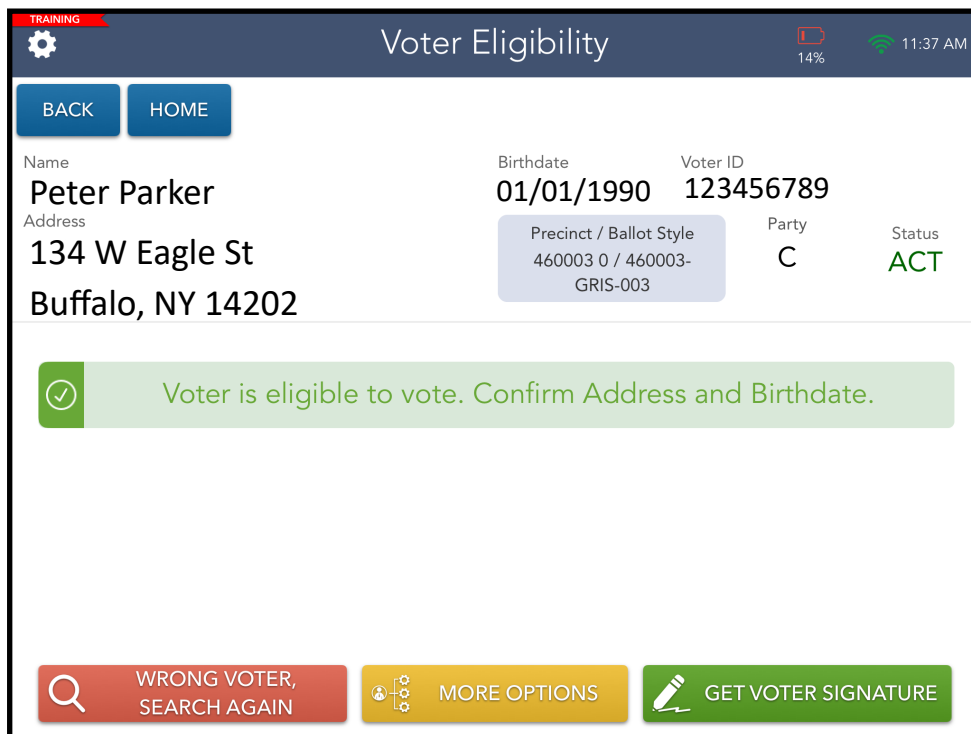 TRAINING
Voter Eligibility
14%
11:37 AM
BACK
HOME
Name
Birthdate
Voter ID
Peter Parker
01/01/1990
123456789
Address
134 W Eagle St
Buffalo, NY 14202
Precinct / Ballot Style
460003 0 / 460003-
GRIS-003
Party
C
Status
ACT
Voter is eligible to vote. Confirm Address and Birthdate.
WRONG VOTER,
SEARCH AGAIN
MORE OPTIONS
GET VOTER SIGNATURE